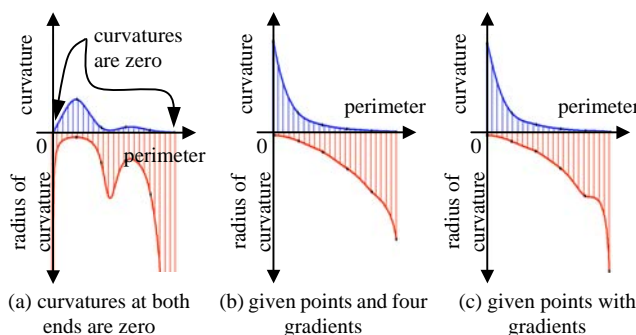 curvature
curvatures
are zero
0
perimeter
radius of
curvature
(a) curvatures at both
ends are zero
curvature
perimeter
0
radius of
curvature
(b) given points and four
gradients
curvature
perimeter
0
radius of
curvature
(c) given points with
gradients